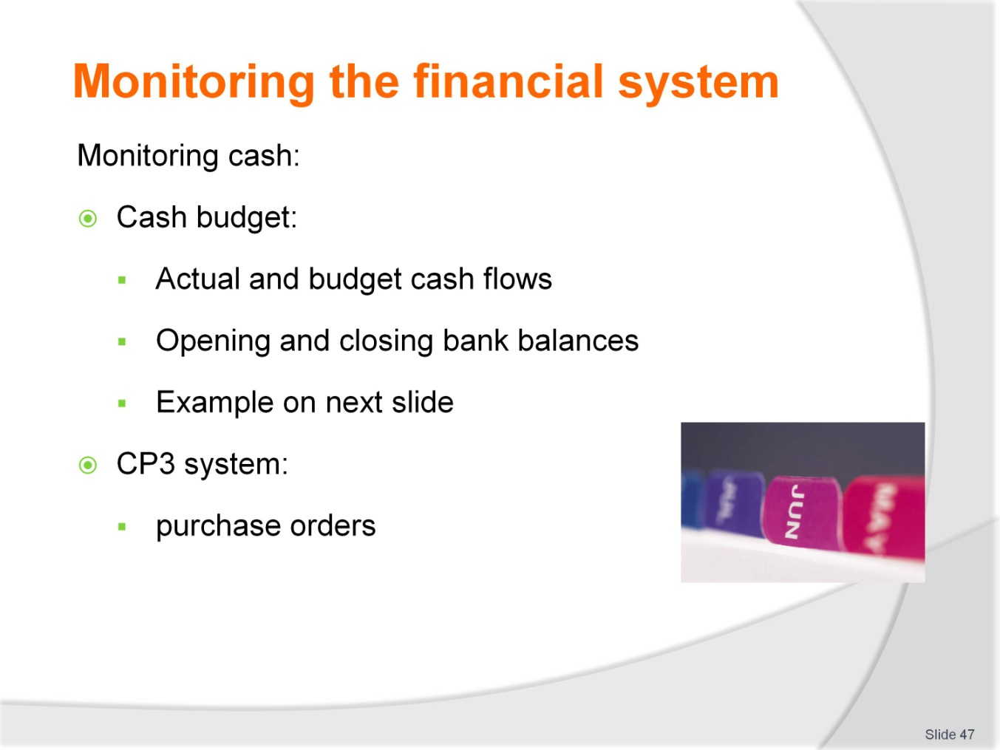 Monitoring the financial system
Monitoring cash:
Cash budget:
Actual and budget cash flows
Opening and closing bank balances
Example on next slide
CP3 system:
purchase orders
JUL
JUN
MAY
Slide 47